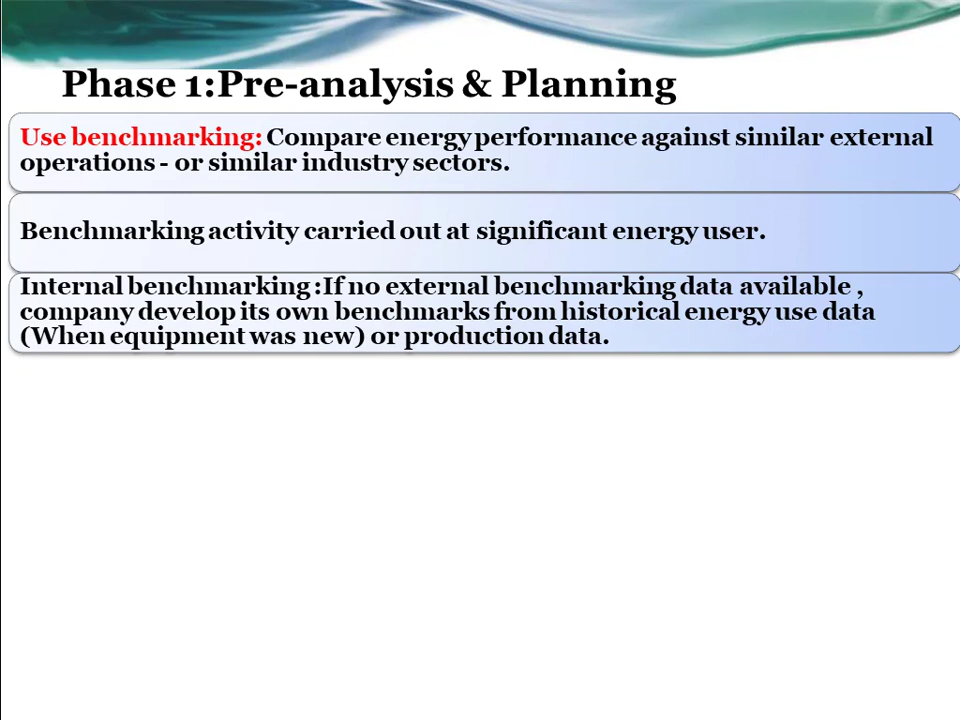 Phase 1:Pre-analysis & Planning
Use benchmarking: Compare energy performance against similar external
operations - or similar industry sectors.
Benchmarking activity carried out at significant energy user.
Internal benchmarking :If no external benchmarking data available ,
company develop its own benchmarks from historical energy use data
(When equipment was new) or production data.